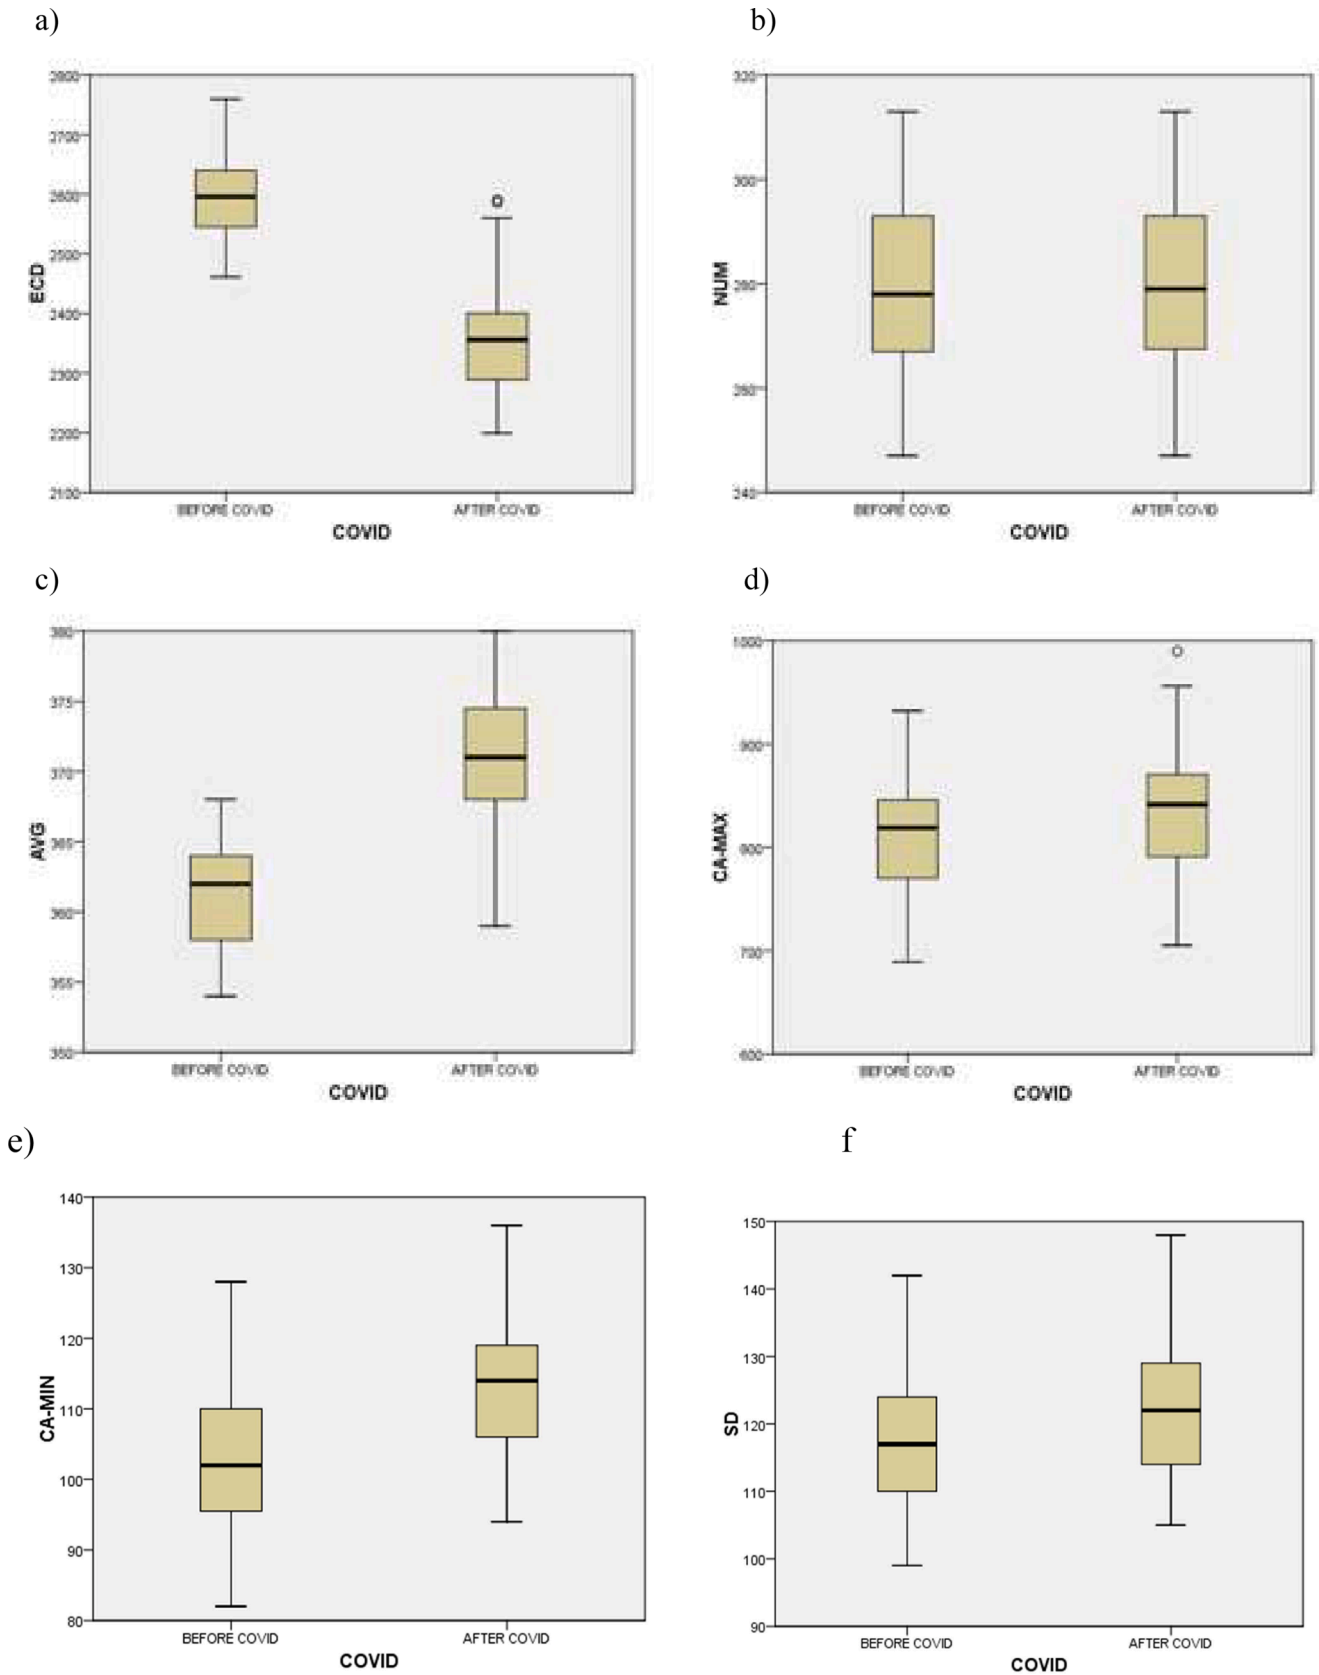 a)
b)
2800
2700
2600
2500
2400
2300
2200
2100
ECD
BEFORE COVID
AFTER COVID
COVID
320
300
280
260
240
NUM
BEFORE COVID
AFTER COVID
COVID
c)
d)
380
375
370
365
360
355
350
AVG
BEFORE COVID
AFTER COVID
COVID
1000
900
800
700
600
CA-MAX
BEFORE COVID
AFTER COVID
COVID
e)
f
140
130
120
110
100
90
80
CA-MIN
BEFORE COVID
AFTER COVID
COVID
150
140
130
120
110
100
90
SD
BEFORE COVID
AFTER COVID
COVID